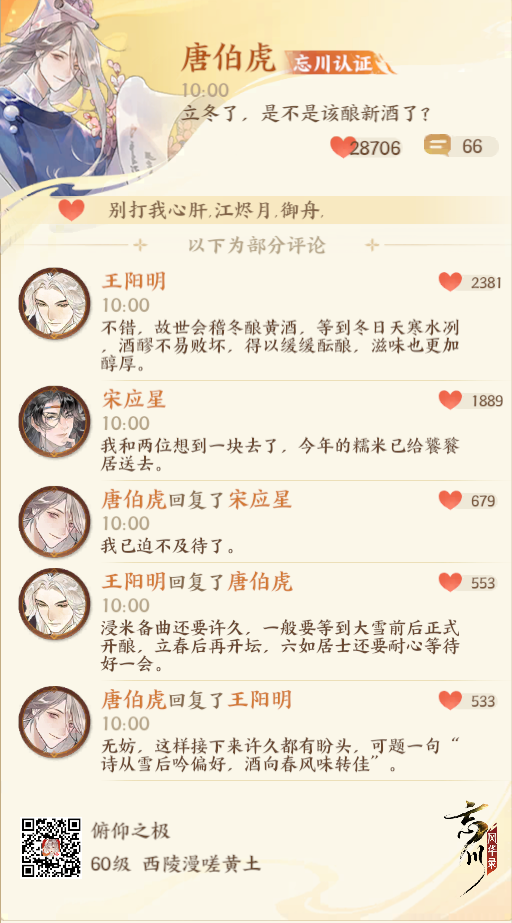 唐伯虎 忘川认证
10:00
立冬了，是不是该酿新酒了？
28706 66
别打我心肝,江烬月,御舟,
以下为部分评论
王阳明 2381
10:00
不错，故世会稽冬酿黄酒，等到冬日天寒水冽
，酒醪不易败坏，得以缓缓酝酿，滋味也更加
醇厚。
宋应星 1889
10:00
我和两位想到一块去了，今年的糯米已给饕餮
居送去。
唐伯虎回复了宋应星 679
10:00
我已迫不及待了。
王阳明回复了唐伯虎 553
10:00
浸米备曲还要许久，一般要等到大雪前后正式
开酿，立春后再开坛，六如居士还要耐心等待
好一会。
唐伯虎回复了王阳明 533
10:00
无妨，这样接下来许久都有盼头，可题一句“
诗从雪后吟偏好，酒向春风味转佳”。
俯仰之极
60级 西陵漫嗟黄土
忘川
风华录